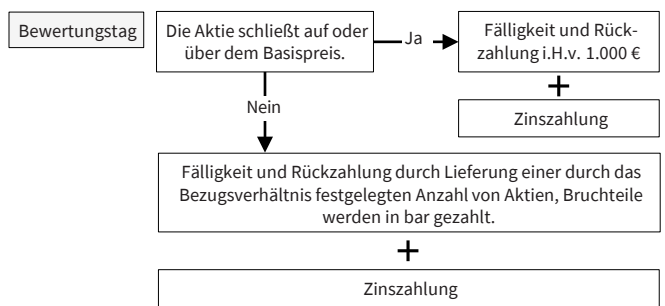 Bewertungstag
Die Aktie schließt auf oder
über dem Basispreis.
Ja
Fälligkeit und Rück-
zahlung i.H.v. 1.000 €
+
Zinszahlung
Nein
Fälligkeit und Rückzahlung durch Lieferung einer durch das
Bezugsverhältnis festgelegten Anzahl von Aktien, Bruchteile
werden in bar gezahlt.
+
Zinszahlung